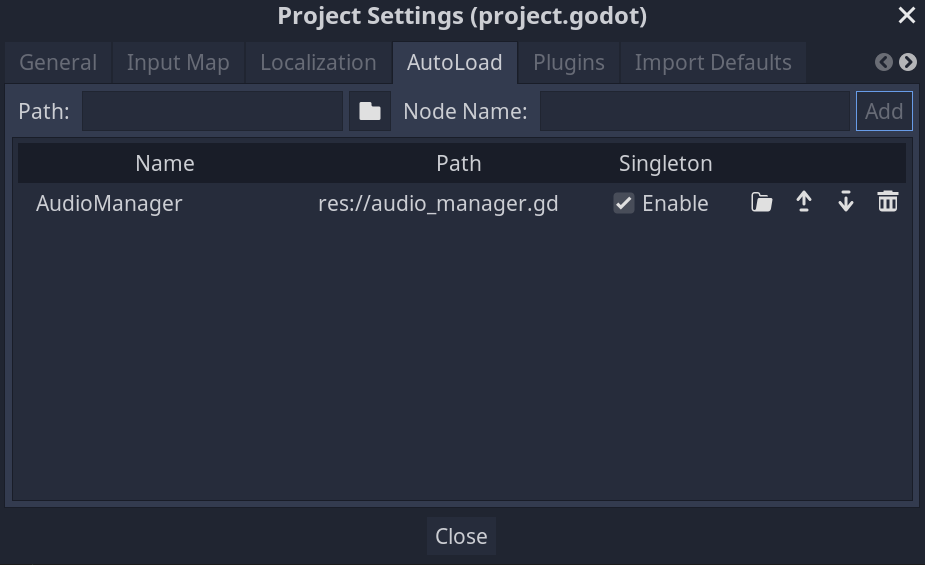 Project Settings (project.godot)
General Input Map Localization AutoLoad Plugins Import Defaults
Path: Node Name: Add
Name Path Singleton
AudioManager res://audio_manager.gd Enable
Close